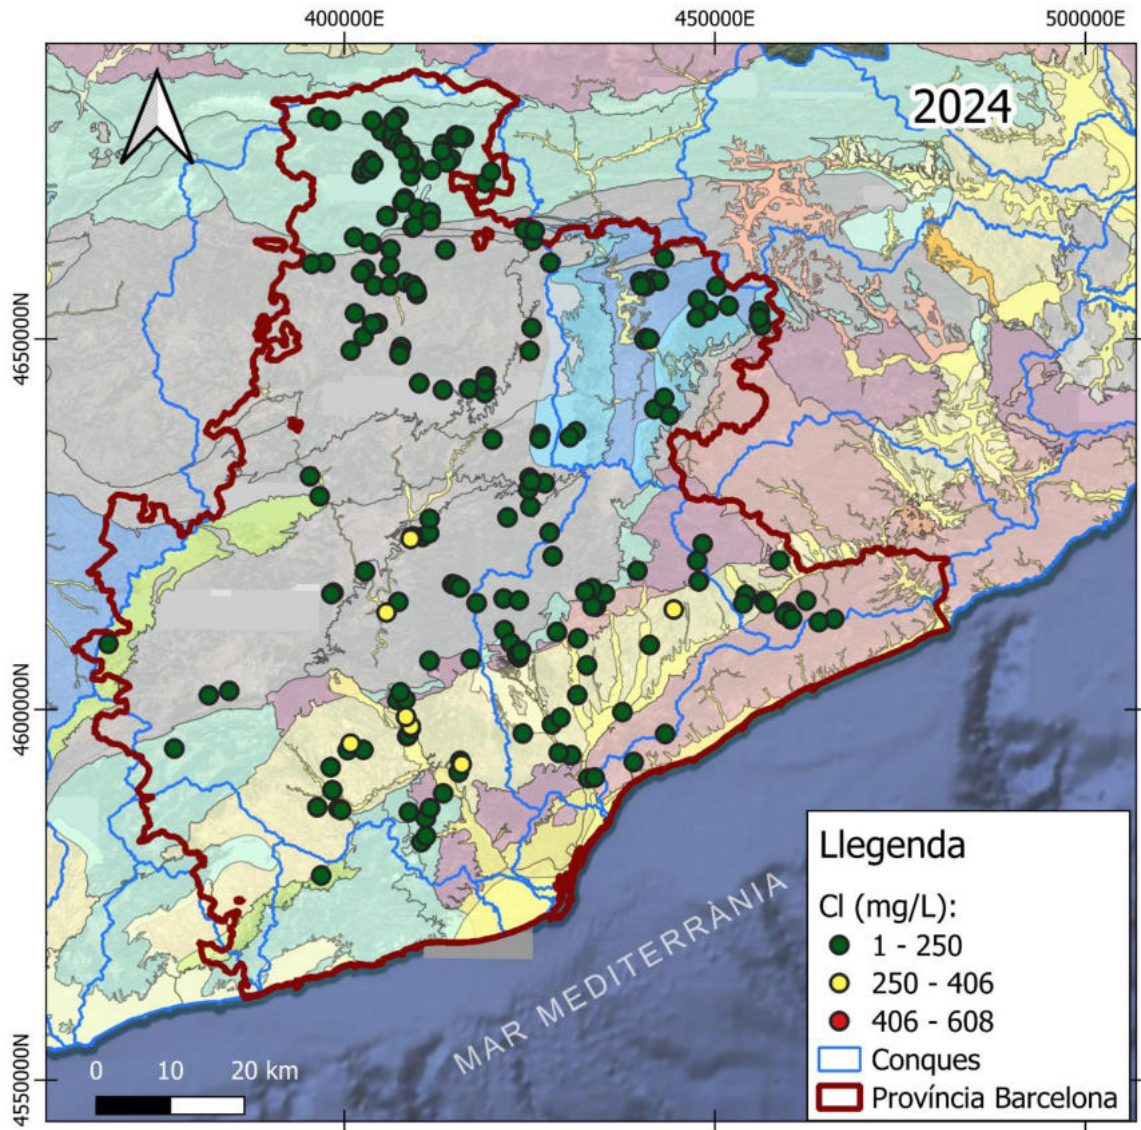 400000E
450000E
500000E
2024
4650000N
4600000N
4550000N
MAR MEDITERRÀNIA
0 10 20 km
Llegenda
Cl (mg/L):
1 - 250
250 - 406
406 - 608
Conques
Província Barcelona